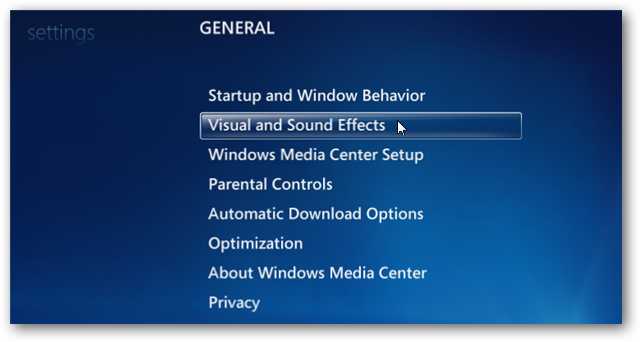 settings
GENERAL
Startup and Window Behavior
Visual and Sound Effects
Windows Media Center Setup
Parental Controls
Automatic Download Options
Optimization
About Windows Media Center
Privacy